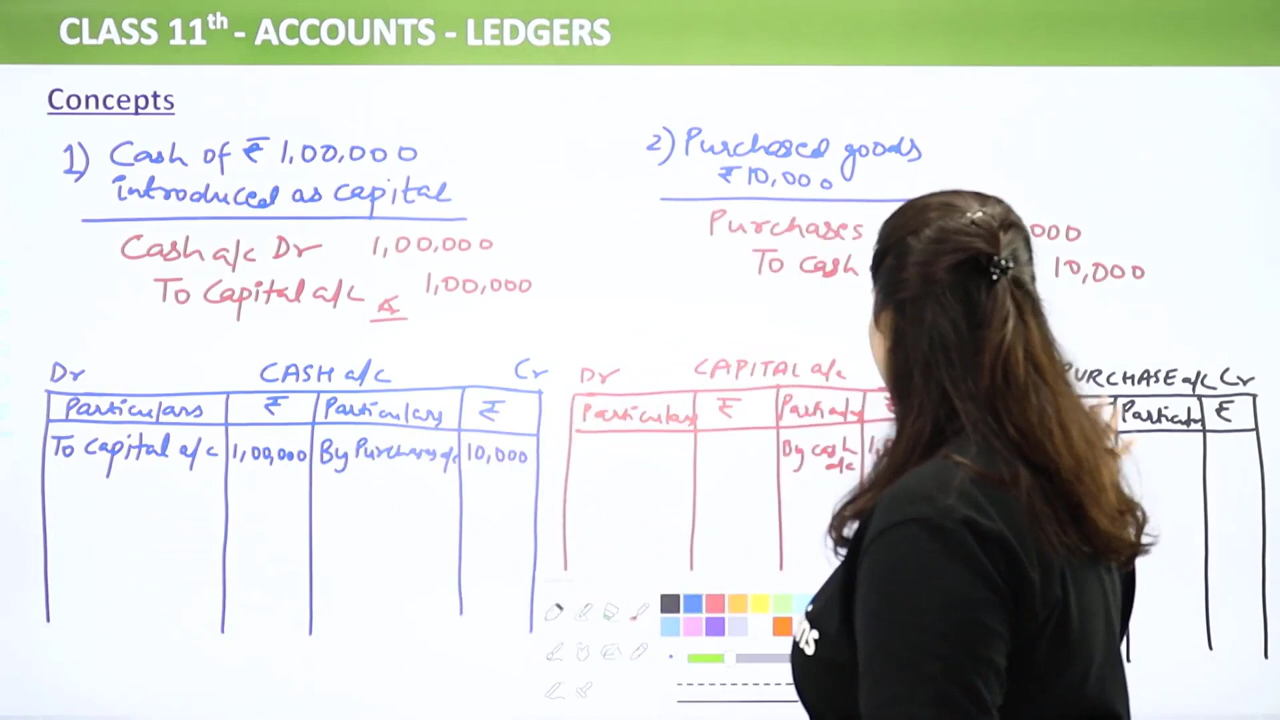 CLASS 11th - ACCOUNTS - LEDGERS
Concepts
1) Cash of ₹ 1,00,000
introduced as capital
Cash a/c Dr 1,00,000
To Capital a/c 1,00,000
2) Purchased goods
₹ 10,000
Purchases
To Cash 10,000
Dr CASH a/c Cr
Particulars ₹ Particulars ₹
To Capital a/c 1,00,000 By Purchases a/c 10,000
Dr CAPITAL a/c
Particulars ₹
By cash
a/c
PURCHASE a/c Cr
₹